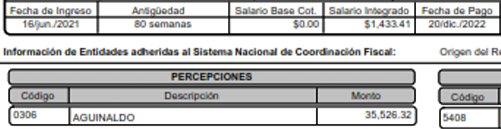 Fecha de Ingreso Antigüedad Salario Base Cot. Salario Integrado Fecha de Pago
16/jun./2021 80 semanas $0.00 $1,433.41 20/dic./2022
Información de Entidades adheridas al Sistema Nacional de Coordinación Fiscal: Origen del Re
PERCEPCIONES
Código Descripción Monto Código
0306 AGUINALDO 35,526.32 5408